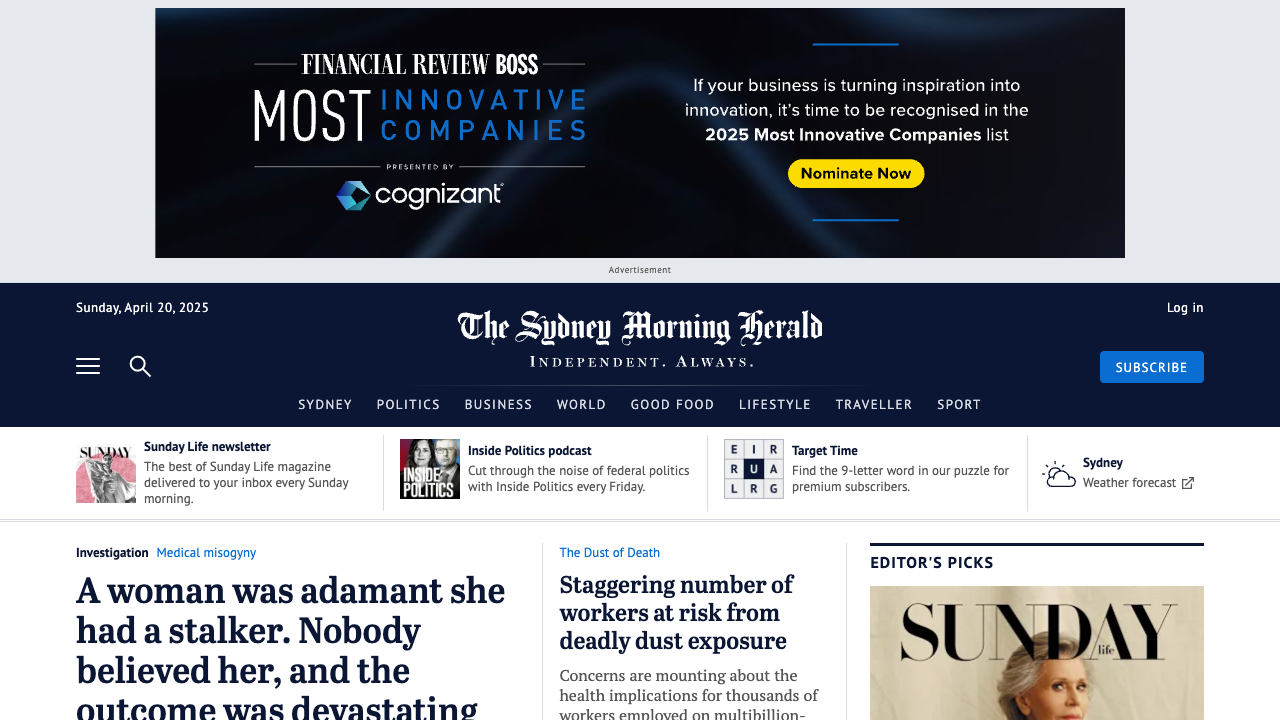 FINANCIAL REVIEW BOSS
MOST INNOVATIVE COMPANIES
PRESENTED BY
cognizant
If your business is turning inspiration into
innovation, it's time to be recognised in the
2025 Most Innovative Companies list
Nominate Now
Advertisement
Sunday, April 20, 2025
Log in
The Sydney Morning Herald
INDEPENDENT. ALWAYS.
SUBSCRIBE
SYDNEY POLITICS BUSINESS WORLD GOOD FOOD LIFESTYLE TRAVELLER SPORT
SUNDAY
Sunday Life newsletter
The best of Sunday Life magazine
delivered to your inbox every Sunday
morning.
INSIDE
POLITICS
Inside Politics podcast
Cut through the noise of federal politics
with Inside Politics every Friday.
E I R
R U A
L R G
Target Time
Find the 9-letter word in our puzzle for
premium subscribers.
Sydney
Weather forecast
Investigation Medical misogyny
A woman was adamant she
had a stalker. Nobody
believed her, and the
outcome was devastating
The Dust of Death
Staggering number of
workers at risk from
deadly dust exposure
Concerns are mounting about the
health implications for thousands of
workers employed on multibillion-
EDITOR'S PICKS
SUNDAY
life